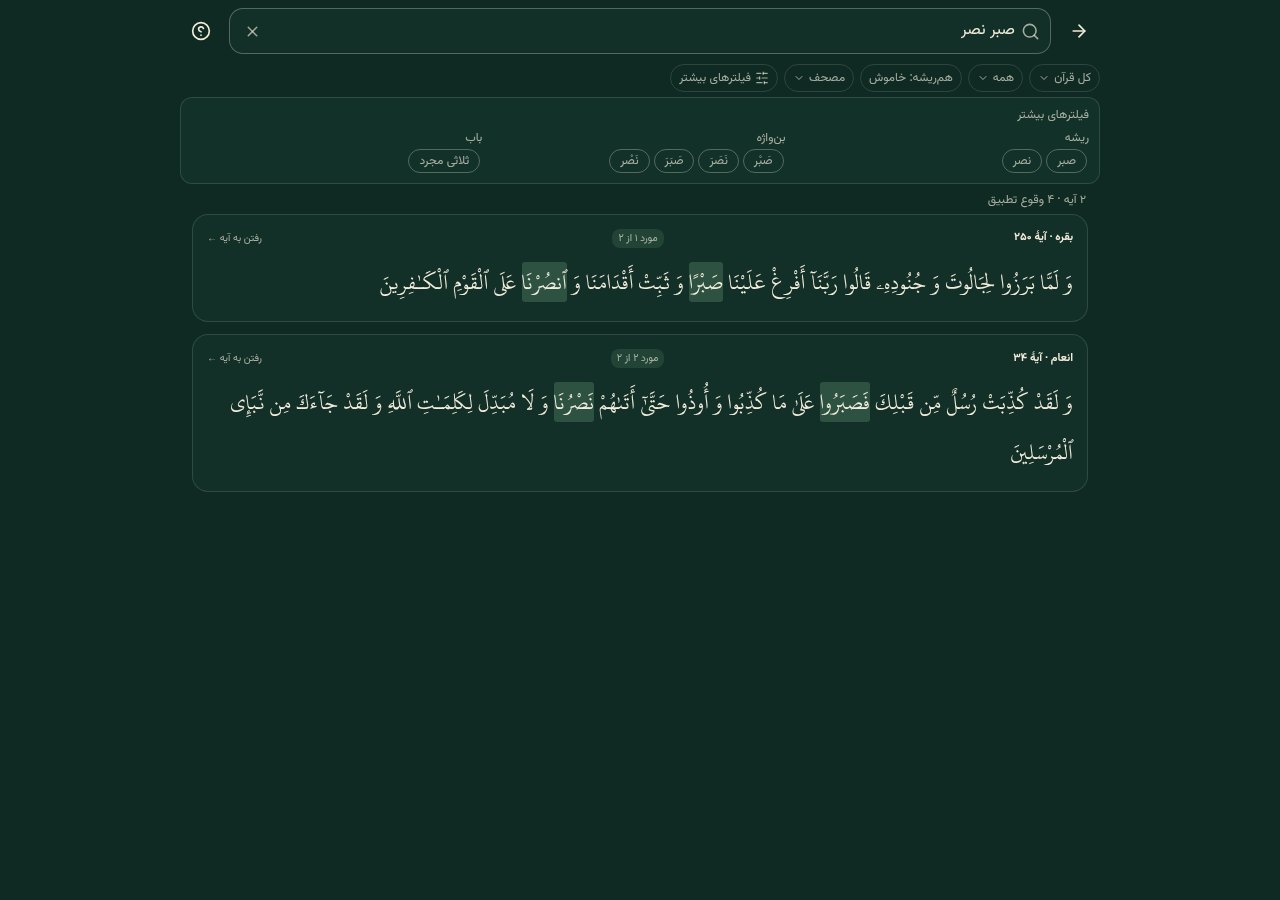 صبر نصر
کل قرآن
همه
هم‌ریشه: خاموش
مصحف
فیلترهای بیشتر
فیلترهای بیشتر
ریشه
صبر
نصر
بن‌واژه
صَبْر
نَصَرَ
صَبَرَ
نَصْر
باب
ثلاثی مجرد
۲ آیه · ۴ وقوع تطبیق
بقره · آیهٔ ۲۵۰
مورد ۱ از ۲
رفتن به آیه ←
وَ لَمَّا بَرَزُوا لِجَالُوتَ وَ جُنُودِهِۦ قَالُوا رَبَّنَآ أَفْرِغْ عَلَيْنَا صَبْرًا وَ ثَبِّتْ أَقْدَامَنَا وَ ٱنصُرْنَا عَلَى ٱلْقَوْمِ ٱلْكَـٰفِرِينَ
انعام · آیهٔ ۳۴
مورد ۲ از ۲
رفتن به آیه ←
وَ لَقَدْ كُذِّبَتْ رُسُلٌ مِّن قَبْلِكَ فَصَبَرُوا عَلَىٰ مَا كُذِّبُوا وَ أُوذُوا حَتَّىٰٓ أَتَىٰهُمْ نَصْرُنَا وَ لَا مُبَدِّلَ لِكَلِمَـٰتِ ٱللَّهِ وَ لَقَدْ جَآءَكَ مِن نَّبَإِى
ٱلْمُرْسَلِينَ